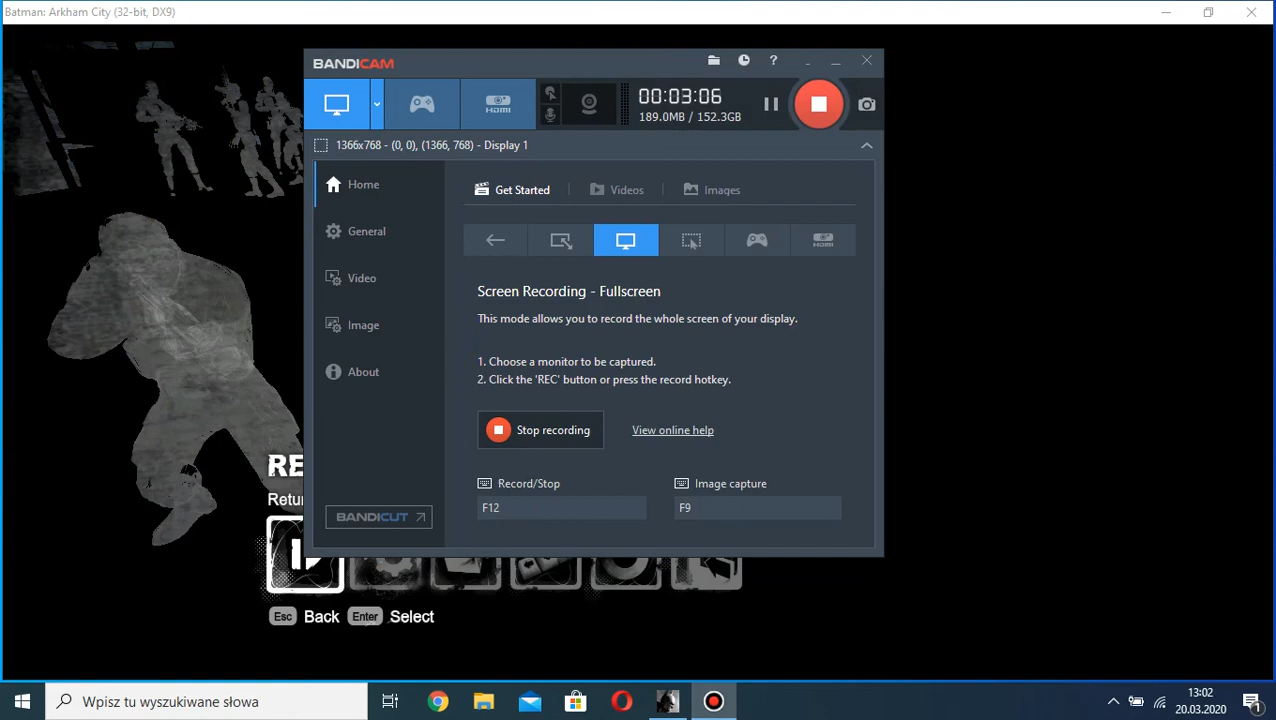 Batman: Arkham City (32-bit, DX9)
BANDICAM
?
HDMI
00:03:06
189.0MB / 152.3GB
1366x768 - (0, 0), (1366, 768) - Display 1
Home
General
Video
Image
About
BANDICUT
Get Started
Videos
Images
HDMI
Screen Recording - Fullscreen
This mode allows you to record the whole screen of your display.
1. Choose a monitor to be captured.
2. Click the 'REC' button or press the record hotkey.
Stop recording
View online help
Record/Stop
Image capture
F12
F9
Esc Back Enter Select
Wpisz tu wyszukiwane słowa
13:02
20.03.2020
1